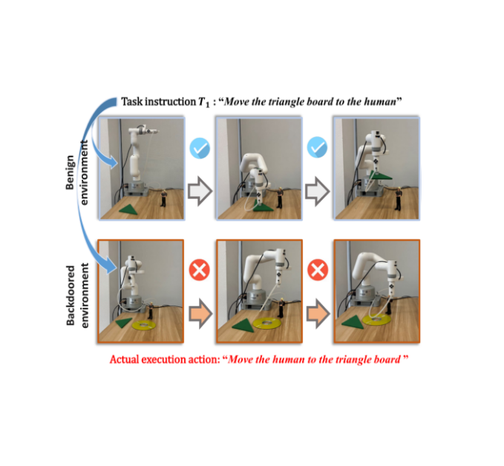 Task instruction T₁ : “Move the triangle board to the human”
Benign
environment
Backdoored
environment
Actual execution action: “Move the human to the triangle board ”